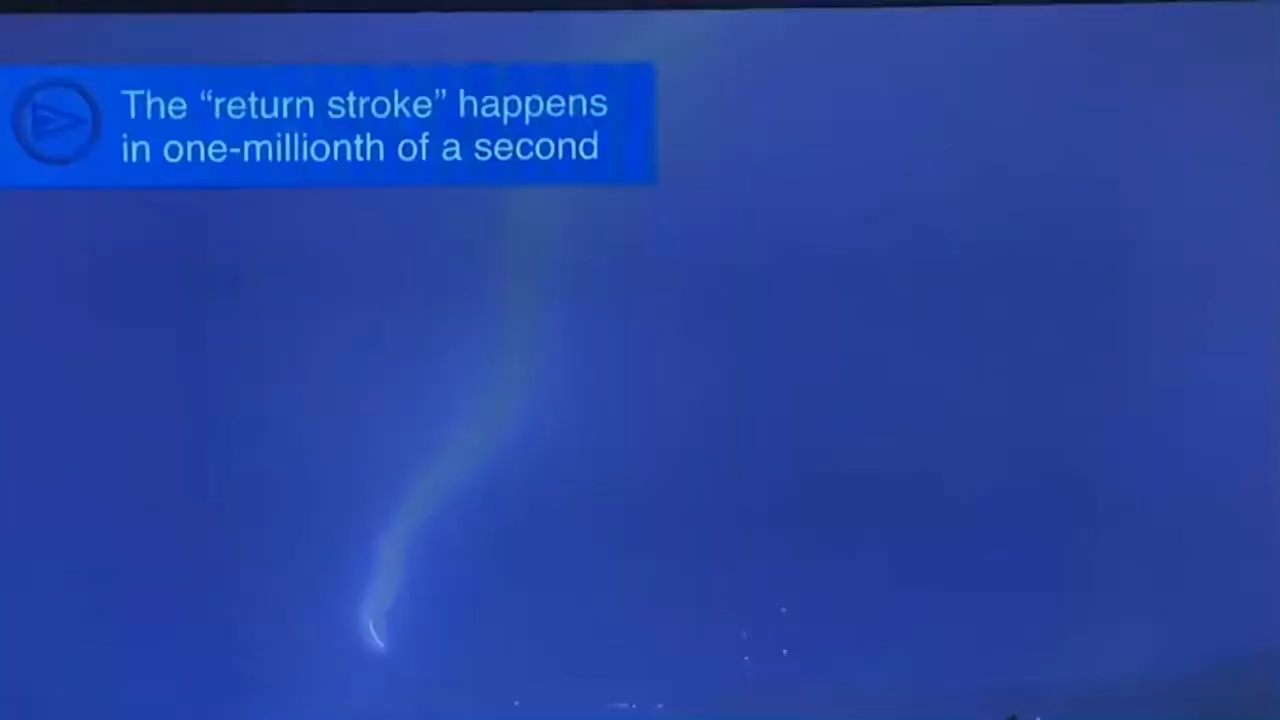 The “return stroke” happens
in one-millionth of a second